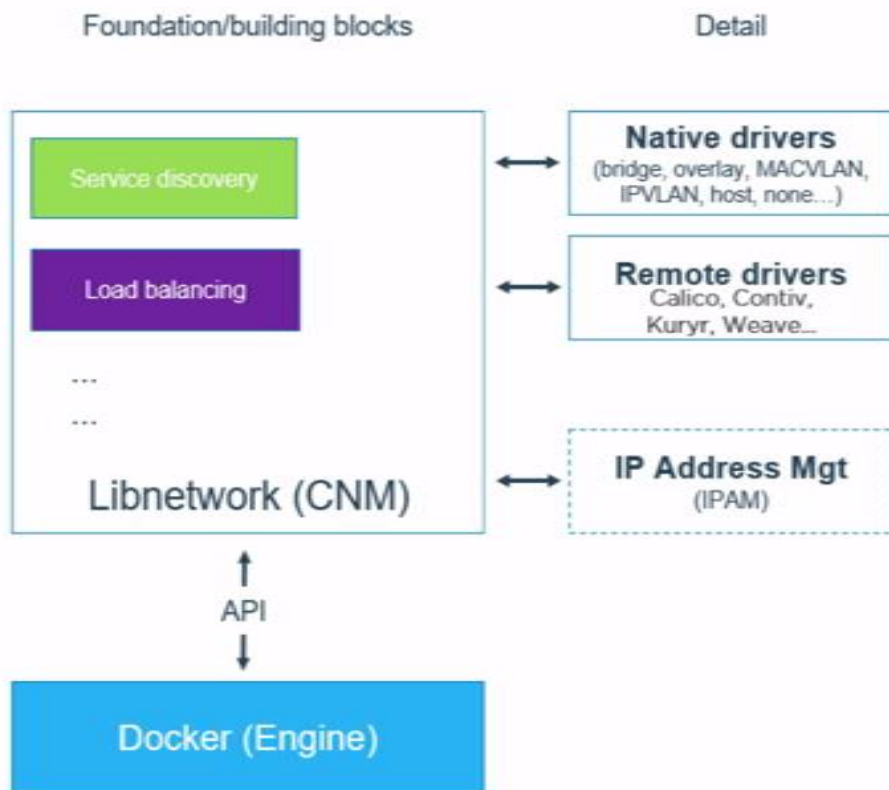 Foundation/building blocks
Detail
Service discovery
Load balancing
...
...
Libnetwork (CNM)
Native drivers
(bridge, overlay, MACVLAN,
IPVLAN, host, none...)
Remote drivers
Calico, Contiv,
Kuryr, Weave...
IP Address Mgt
(IPAM)
API
Docker (Engine)